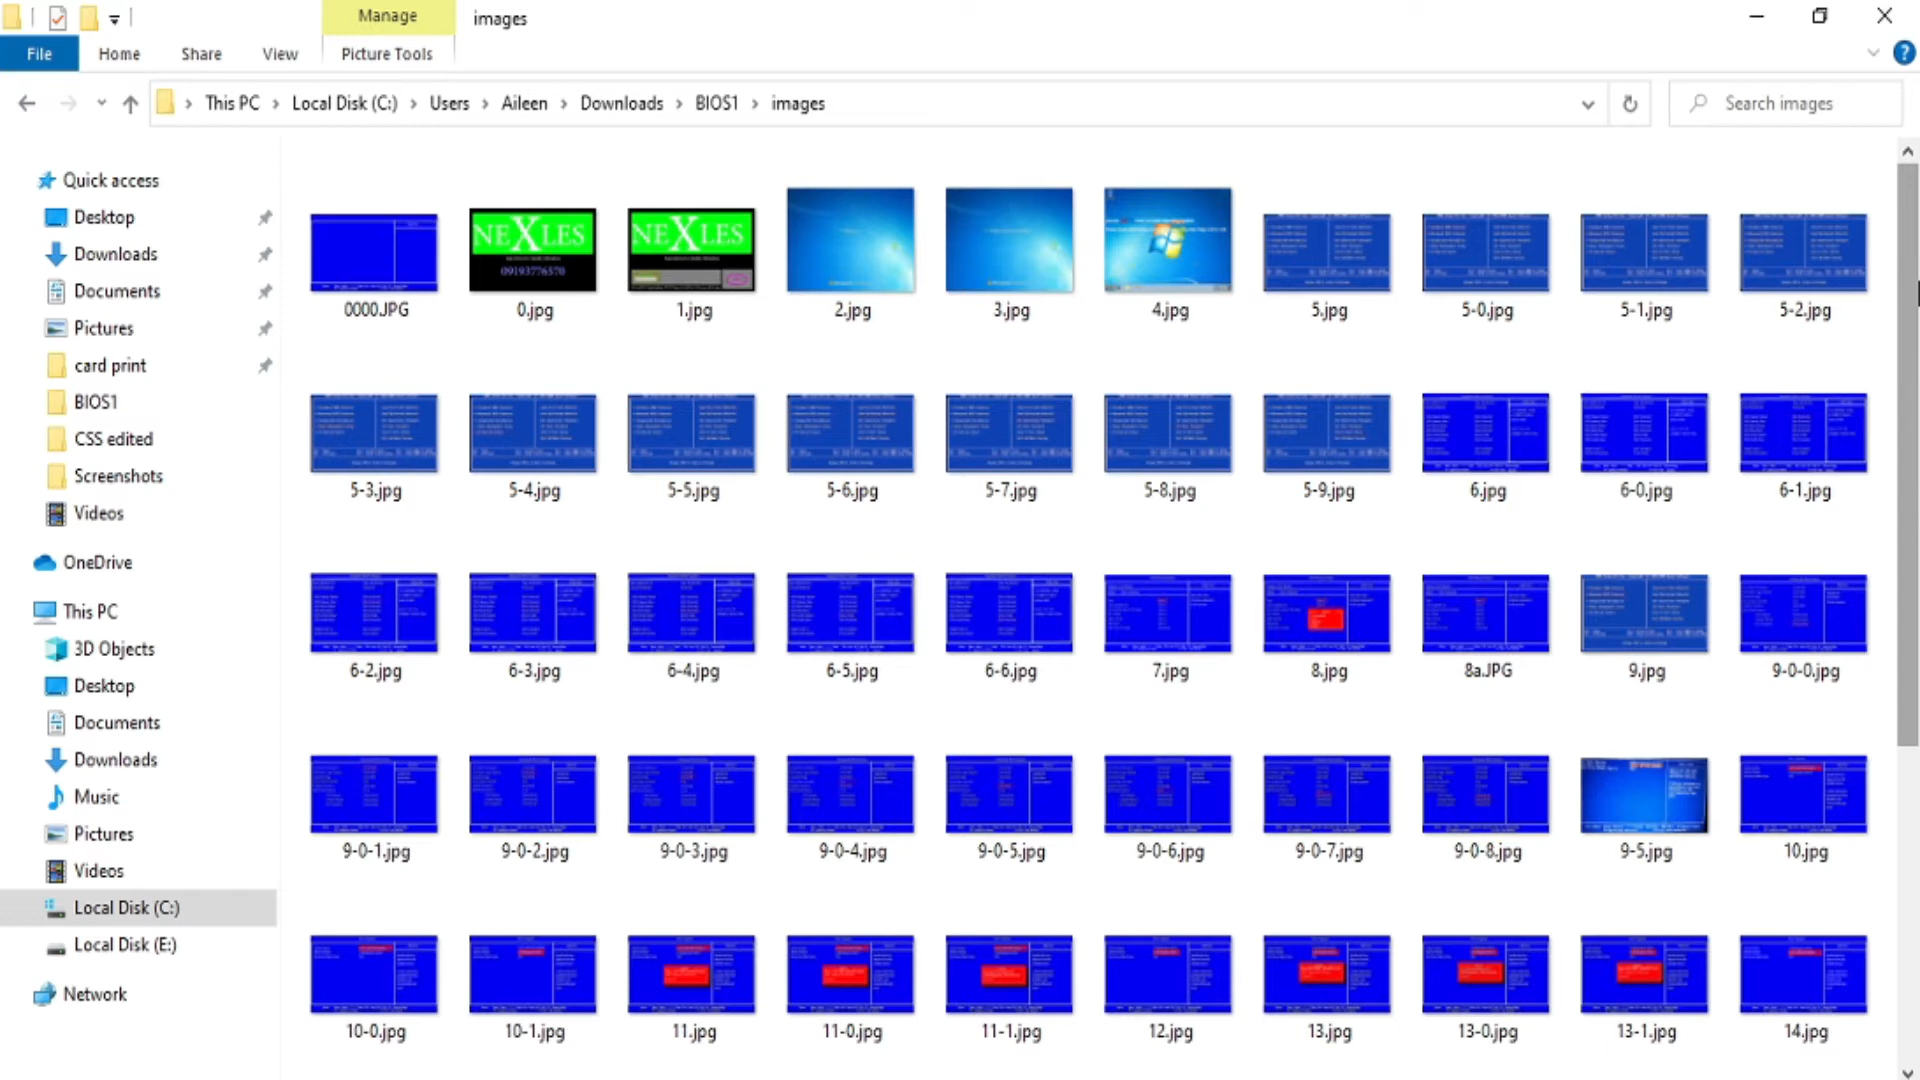 Manage
images
File
Home
Share
View
Picture Tools
This PC
Local Disk (C:)
Users
Aileen
Downloads
BIOS1
images
Search images
Quick access
Desktop
Downloads
Documents
Pictures
card print
BIOS1
CSS edited
Screenshots
Videos
OneDrive
This PC
3D Objects
Desktop
Documents
Downloads
Music
Pictures
Videos
Local Disk (C:)
Local Disk (E:)
Network
NEXLES
09193776570
NEXLES
0000.JPG
0.jpg
1.jpg
2.jpg
3.jpg
4.jpg
5.jpg
5-0.jpg
5-1.jpg
5-2.jpg
5-3.jpg
5-4.jpg
5-5.jpg
5-6.jpg
5-7.jpg
5-8.jpg
5-9.jpg
6.jpg
6-0.jpg
6-1.jpg
6-2.jpg
6-3.jpg
6-4.jpg
6-5.jpg
6-6.jpg
7.jpg
8.jpg
8a.JPG
9.jpg
9-0-0.jpg
9-0-1.jpg
9-0-2.jpg
9-0-3.jpg
9-0-4.jpg
9-0-5.jpg
9-0-6.jpg
9-0-7.jpg
9-0-8.jpg
9-5.jpg
10.jpg
10-0.jpg
10-1.jpg
11.jpg
11-0.jpg
11-1.jpg
12.jpg
13.jpg
13-0.jpg
13-1.jpg
14.jpg